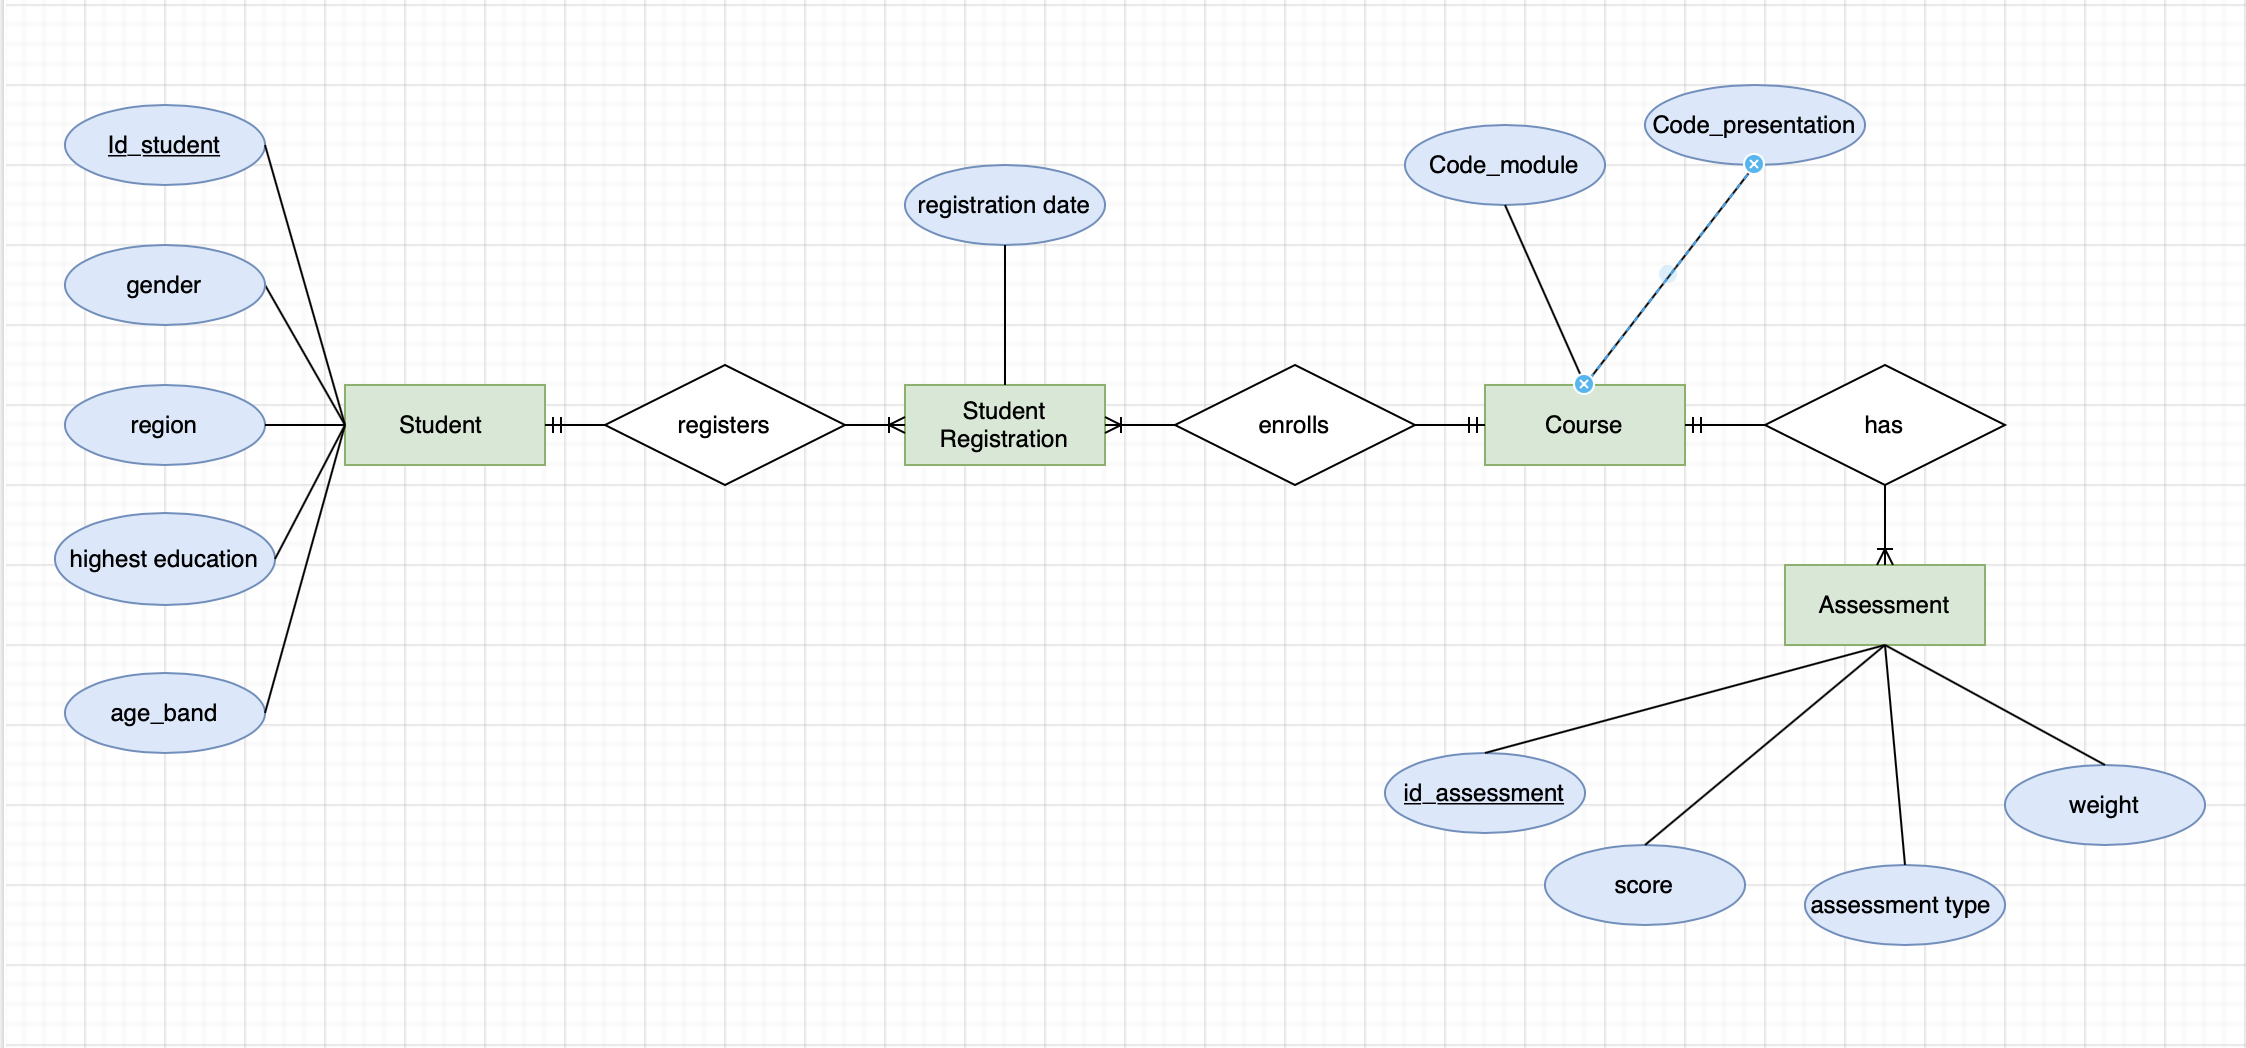 Id_student
gender
region
highest education
age_band
Student
registers
registration date
Student
Registration
enrolls
Code_module
Code_presentation
Course
has
Assessment
id_assessment
score
assessment type
weight